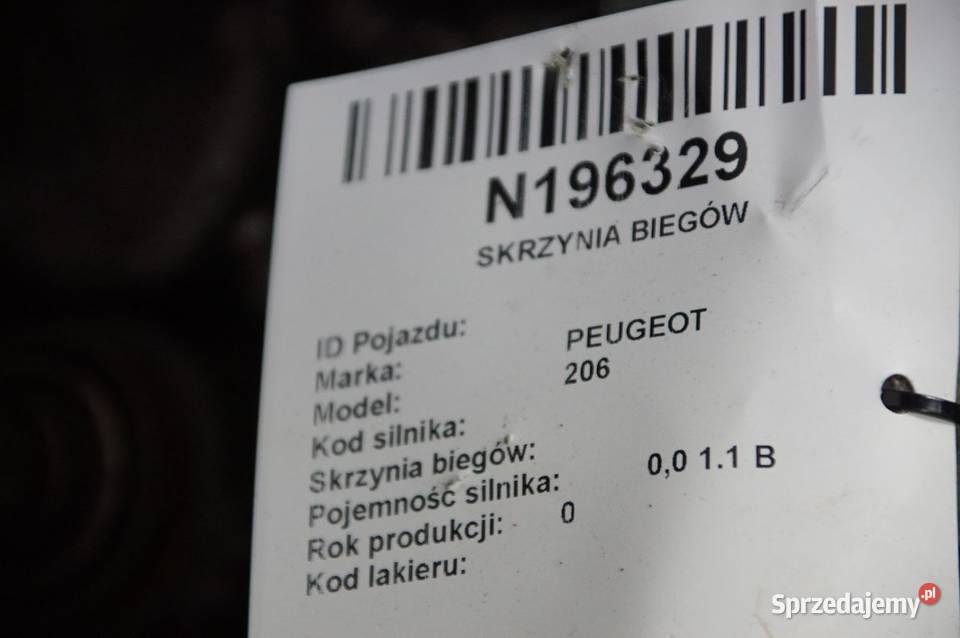 N196329
SKRZYNIA BIEGÓW
ID Pojazdu:
Marka: PEUGEOT
Model: 206
Kod silnika:
Skrzynia biegów:
Pojemność silnika: 0,0 1.1 B
Rok produkcji: 0
Kod lakieru:
Sprzedajemy.pl